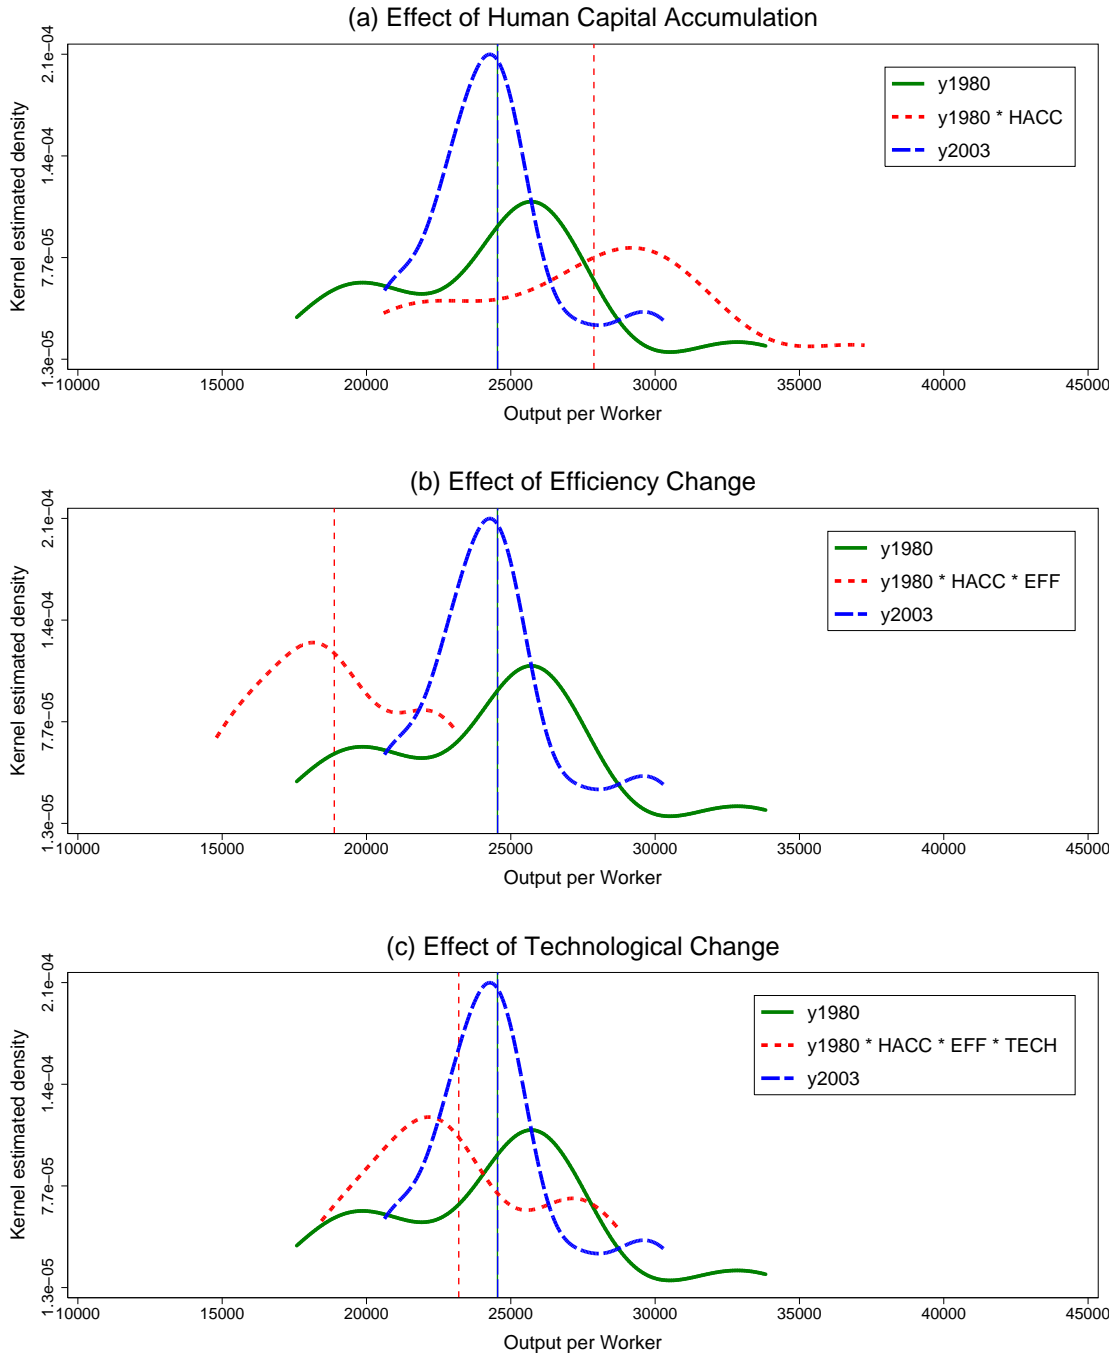 (a) Effect of Human Capital Accumulation
Kernel estimated density
2.1e−04
1.4e−04
7.7e−05
1.3e−05
y1980
y1980 * HACC
y2003
10000 15000 20000 25000 30000 35000 40000 45000
Output per Worker
(b) Effect of Efficiency Change
Kernel estimated density
2.1e−04
1.4e−04
7.7e−05
1.3e−05
y1980
y1980 * HACC * EFF
y2003
10000 15000 20000 25000 30000 35000 40000 45000
Output per Worker
(c) Effect of Technological Change
Kernel estimated density
2.1e−04
1.4e−04
7.7e−05
1.3e−05
y1980
y1980 * HACC * EFF * TECH
y2003
10000 15000 20000 25000 30000 35000 40000 45000
Output per Worker